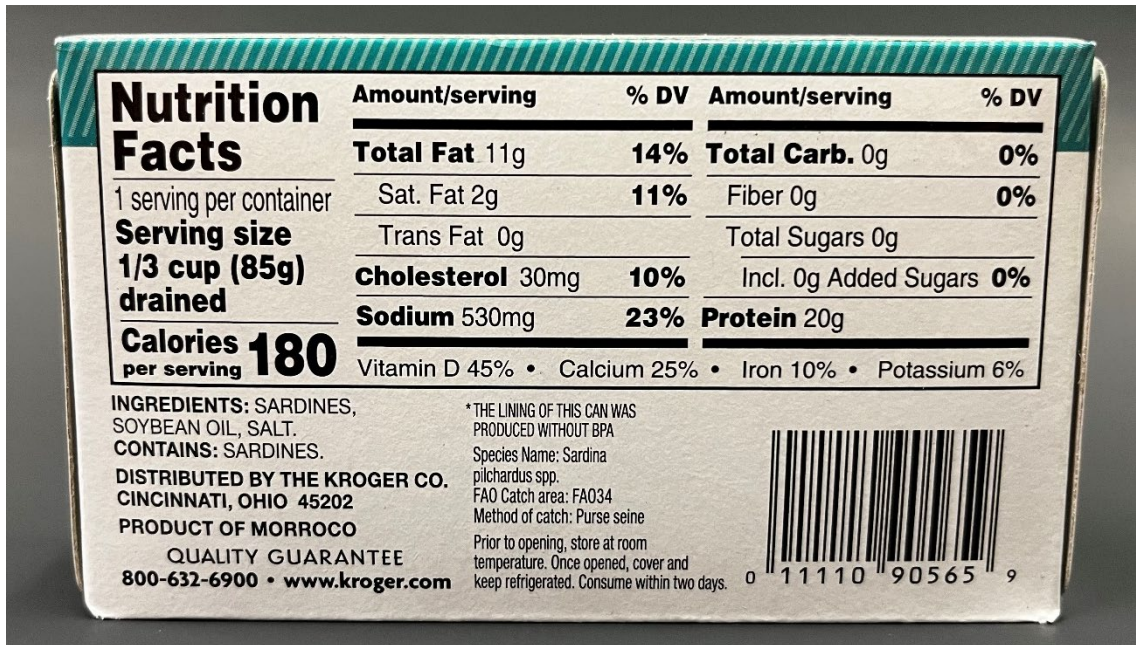 Nutrition
Facts
1 serving per container
Serving size
1/3 cup (85g)
drained
Calories
per serving 180
Amount/serving % DV
Total Fat 11g 14%
Sat. Fat 2g 11%
Trans Fat 0g
Cholesterol 30mg 10%
Sodium 530mg 23%
Amount/serving % DV
Total Carb. 0g 0%
Fiber 0g 0%
Total Sugars 0g
Incl. 0g Added Sugars 0%
Protein 20g
Vitamin D 45% • Calcium 25% • Iron 10% • Potassium 6%
INGREDIENTS: SARDINES,
SOYBEAN OIL, SALT.
CONTAINS: SARDINES.
DISTRIBUTED BY THE KROGER CO.
CINCINNATI, OHIO 45202
PRODUCT OF MORROCO
QUALITY GUARANTEE
800-632-6900 • www.kroger.com
*THE LINING OF THIS CAN WAS
PRODUCED WITHOUT BPA
Species Name: Sardina
pilchardus spp.
FAO Catch area: FAO34
Method of catch: Purse seine
Prior to opening, store at room
temperature. Once opened, cover and
keep refrigerated. Consume within two days.
0 11110 90565 9